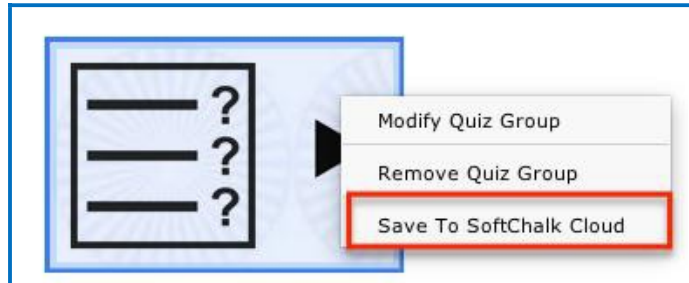 ?
?
?
Modify Quiz Group
Remove Quiz Group
Save To SoftChalk Cloud